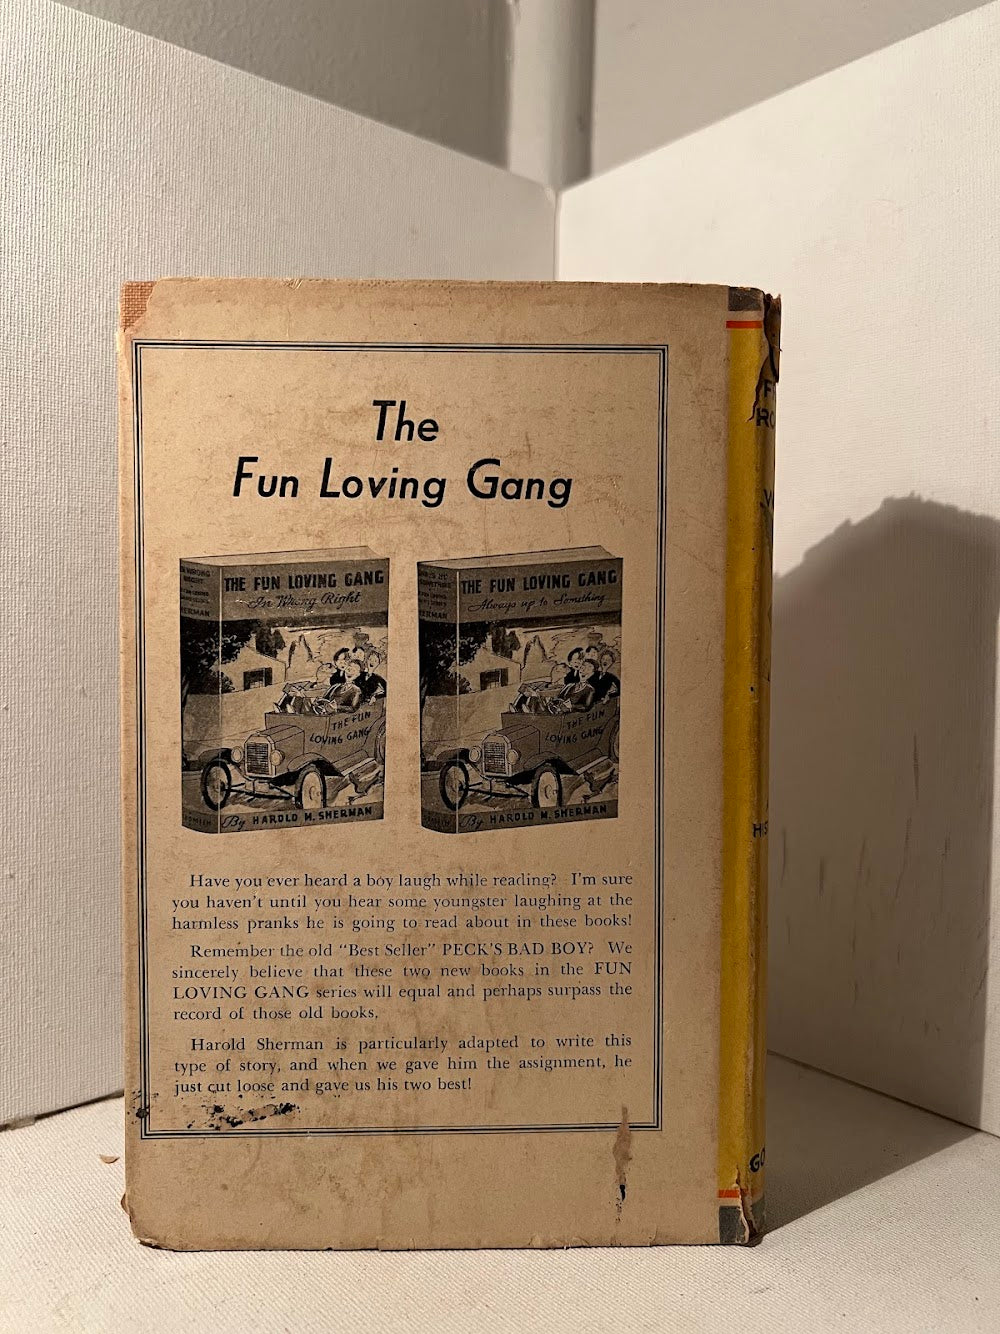 The
Fun Loving Gang
THE FUN LOVING GANG
In Wrong Right
THE FUN
LOVING GANG
By HAROLD M. SHERMAN
THE FUN LOVING GANG
Always up to Something
THE FUN
LOVING GANG
By HAROLD M. SHERMAN
Have you ever heard a boy laugh while reading? I'm sure
you haven't until you hear some youngster laughing at the
harmless pranks he is going to read about in these books!
Remember the old "Best Seller" PECK'S BAD BOY? We
sincerely believe that these two new books in the FUN
LOVING GANG series will equal and perhaps surpass the
record of those old books.
Harold Sherman is particularly adapted to write this
type of story, and when we gave him the assignment, he
just cut loose and gave us his two best!